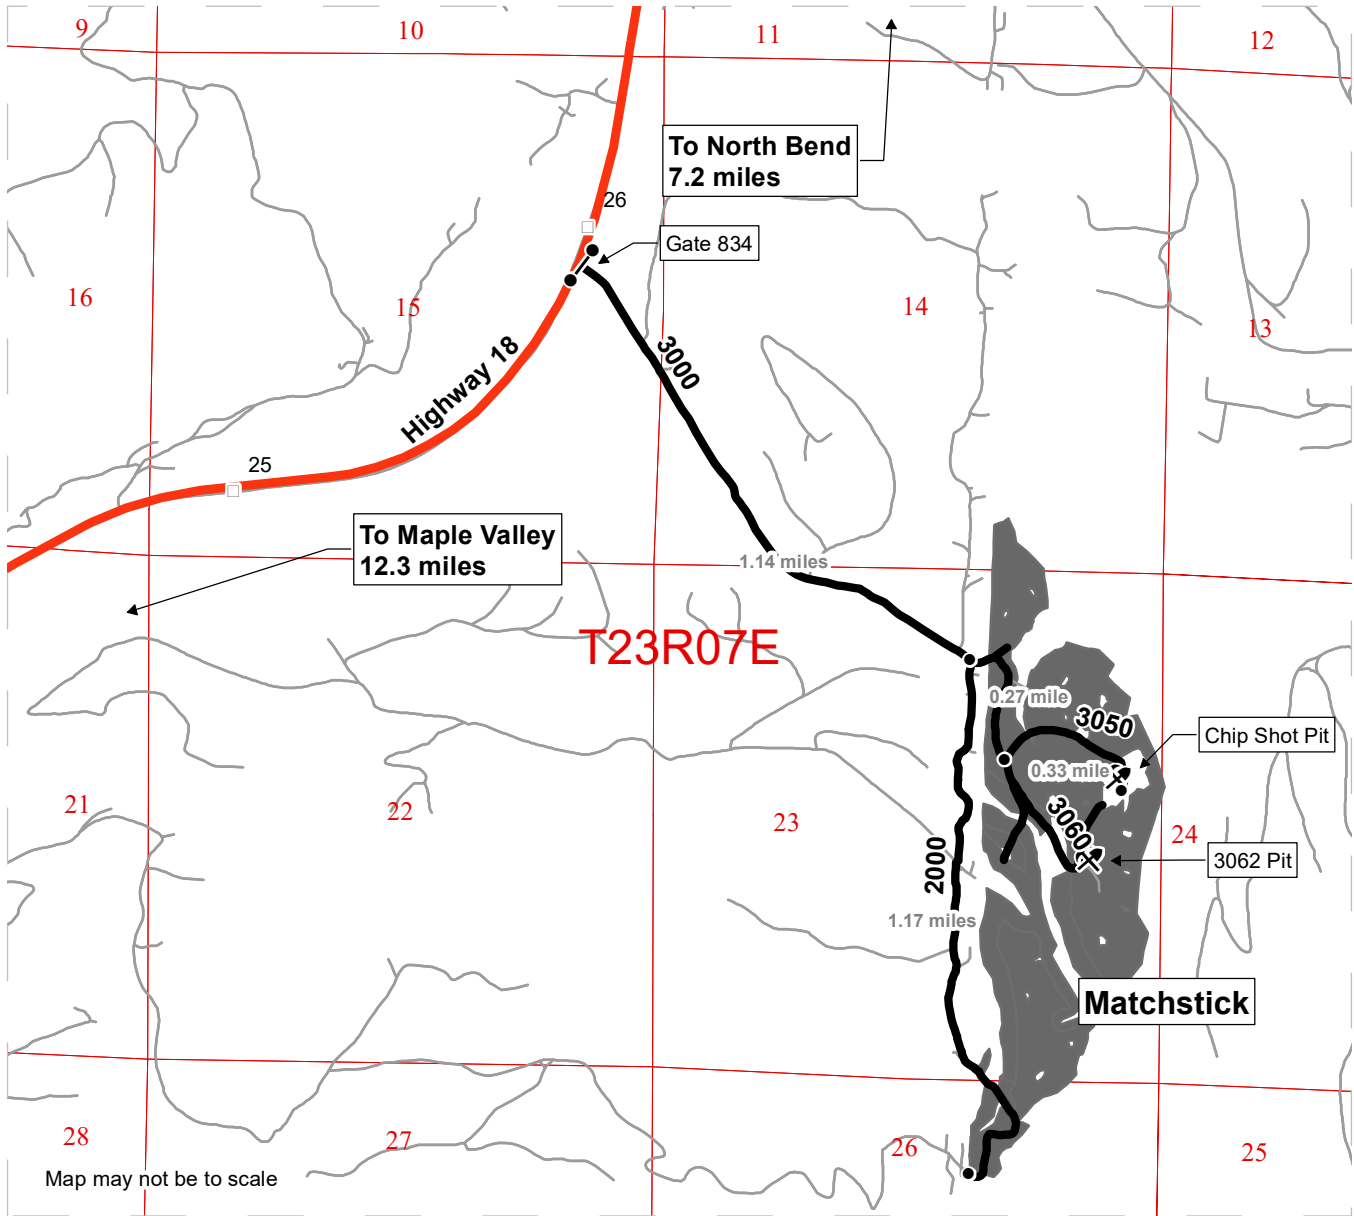 9
10
11
12
To North Bend
7.2 miles
26
Gate 834
16
15
14
13
Highway 18
3000
25
To Maple Valley
12.3 miles
1.14 miles
T23R07E
0.27 mile
3050
Chip Shot Pit
0.33 mile
21
22
23
3060
24
2000
3062 Pit
1.17 miles
Matchstick
28
27
26
25
Map may not be to scale